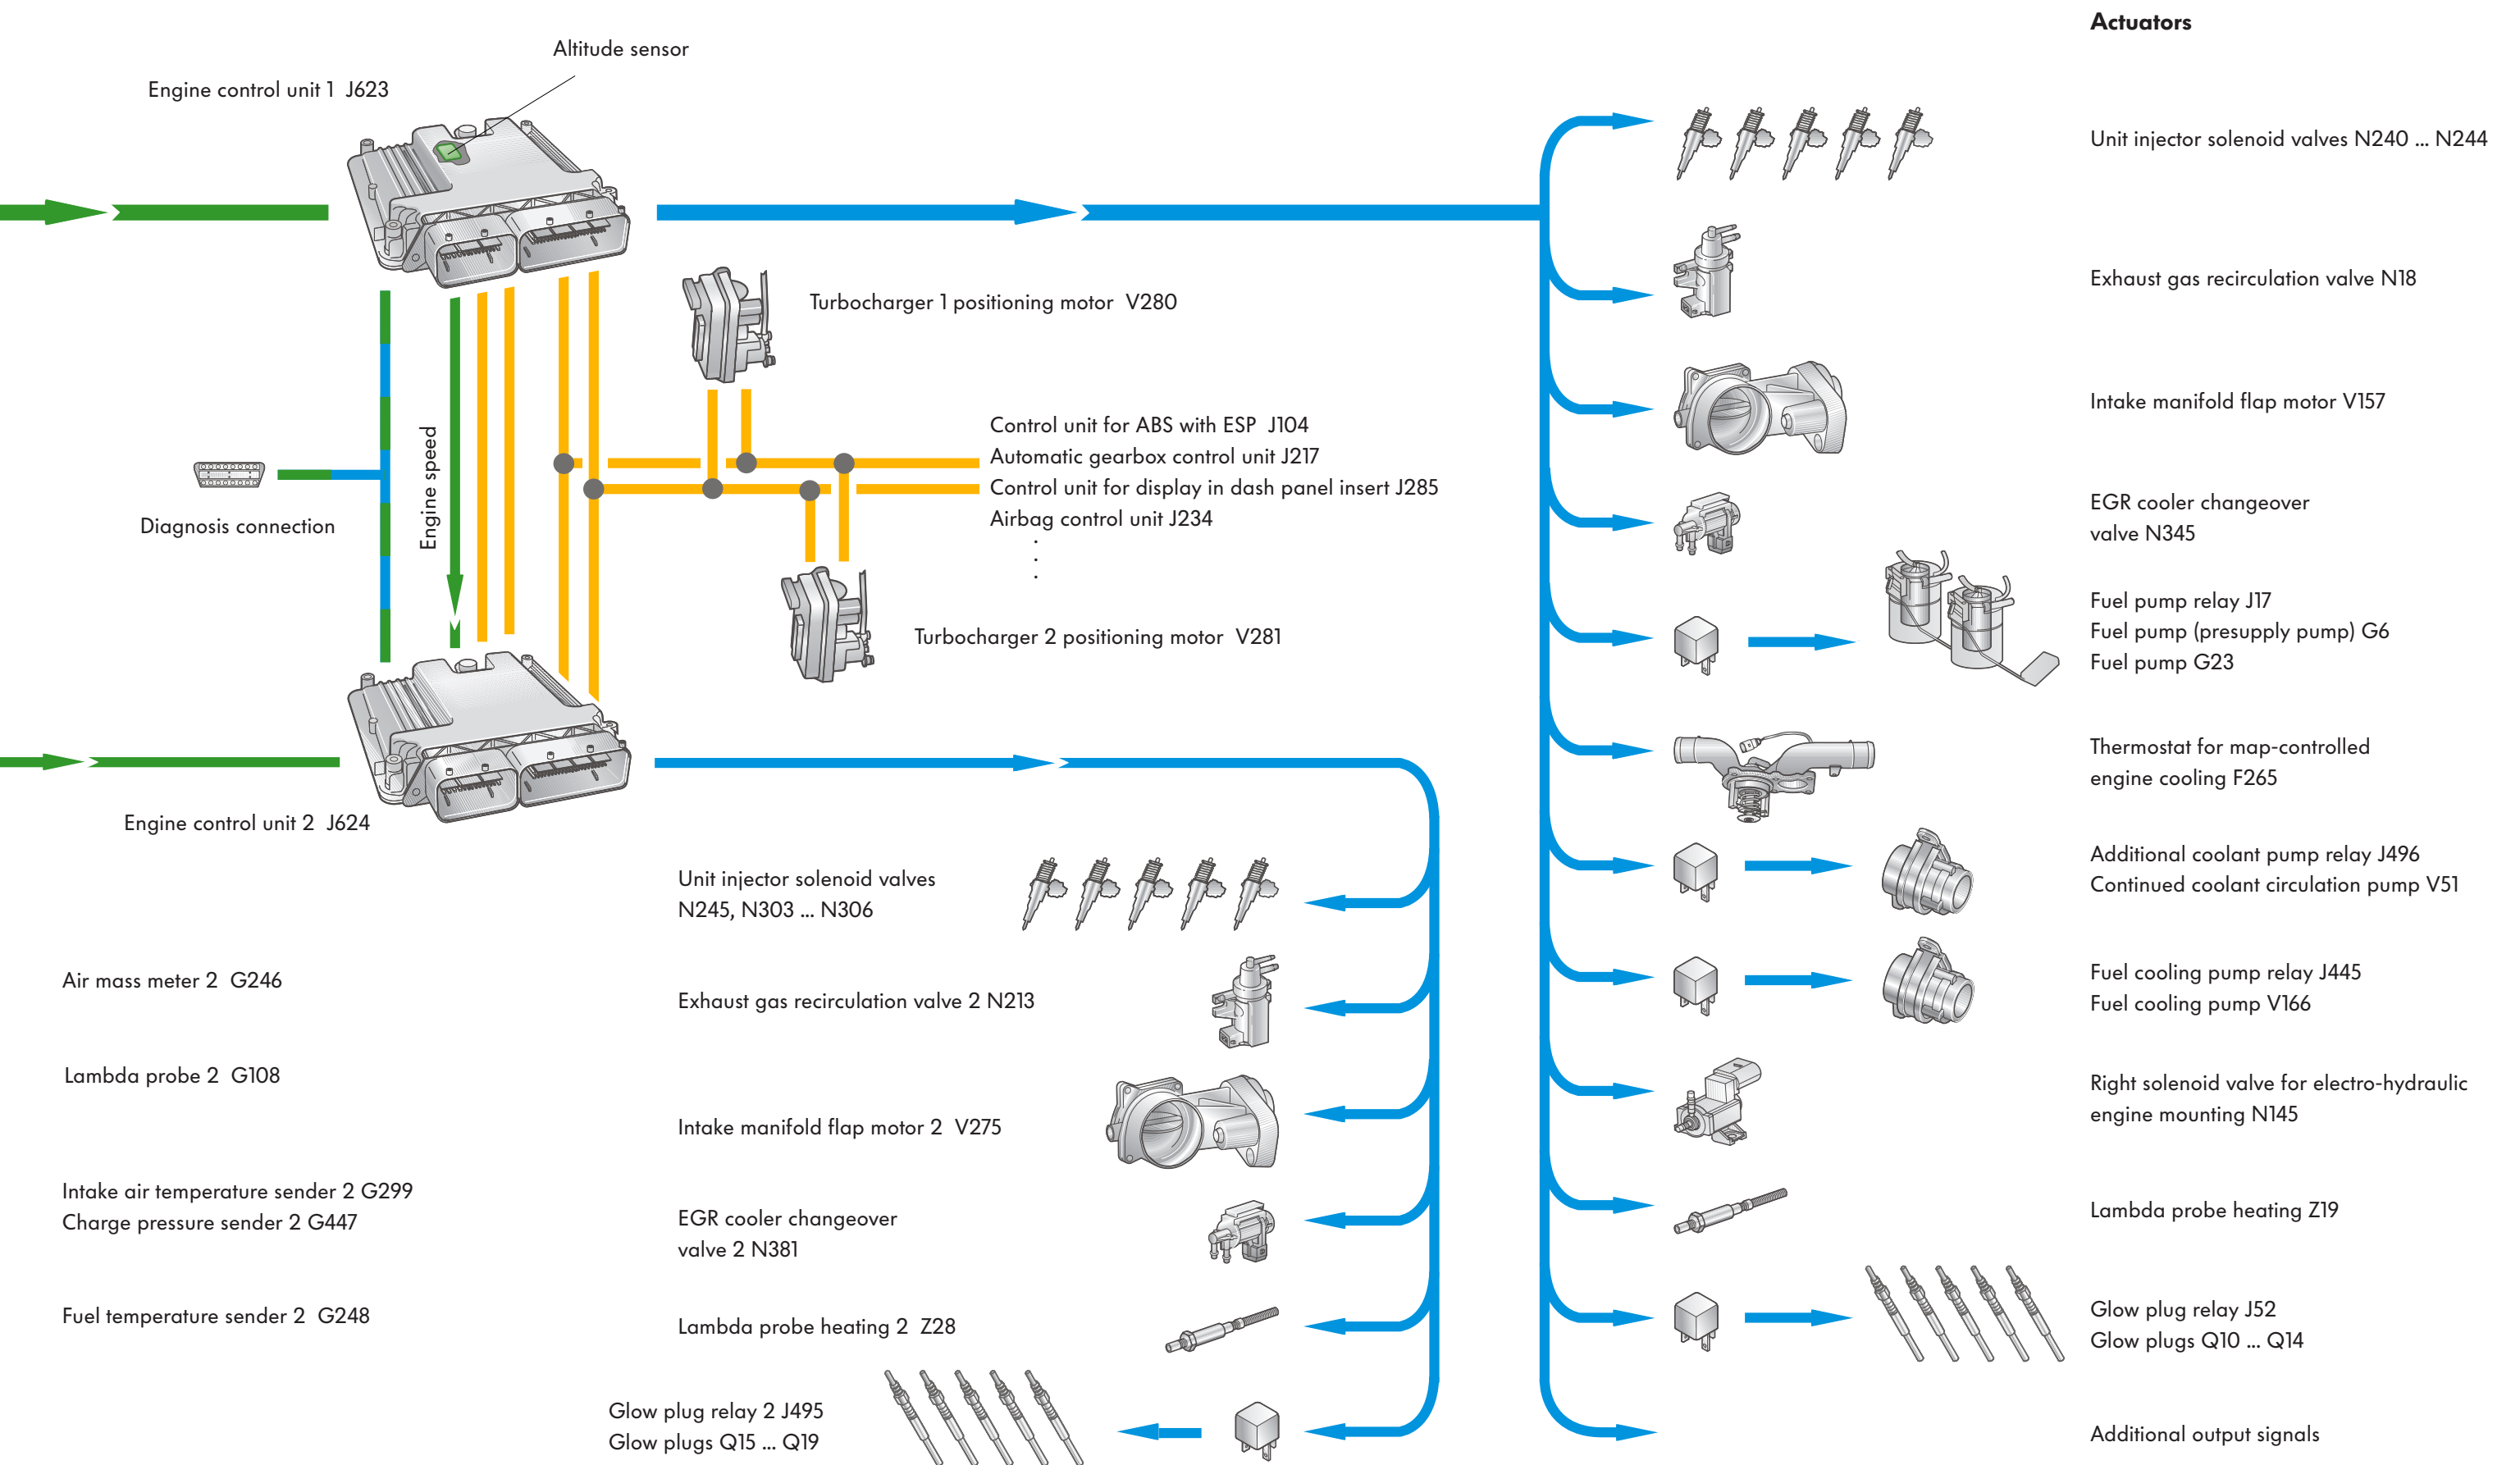 Actuators
Altitude sensor
Engine control unit 1 J623
Unit injector solenoid valves N240 ... N244
Exhaust gas recirculation valve N18
Turbocharger 1 positioning motor V280
Intake manifold flap motor V157
Control unit for ABS with ESP J104
Automatic gearbox control unit J217
Control unit for display in dash panel insert J285
Airbag control unit J234
.
.
.
Engine speed
Diagnosis connection
EGR cooler changeover
valve N345
Fuel pump relay J17
Fuel pump (presupply pump) G6
Fuel pump G23
Turbocharger 2 positioning motor V281
Thermostat for map-controlled
engine cooling F265
Engine control unit 2 J624
Additional coolant pump relay J496
Continued coolant circulation pump V51
Unit injector solenoid valves
N245, N303 ... N306
Air mass meter 2 G246
Exhaust gas recirculation valve 2 N213
Fuel cooling pump relay J445
Fuel cooling pump V166
Lambda probe 2 G108
Intake manifold flap motor 2 V275
Right solenoid valve for electro-hydraulic
engine mounting N145
Intake air temperature sender 2 G299
Charge pressure sender 2 G447
EGR cooler changeover
valve 2 N381
Lambda probe heating Z19
Fuel temperature sender 2 G248
Lambda probe heating 2 Z28
Glow plug relay J52
Glow plugs Q10 ... Q14
Glow plug relay 2 J495
Glow plugs Q15 ... Q19
Additional output signals